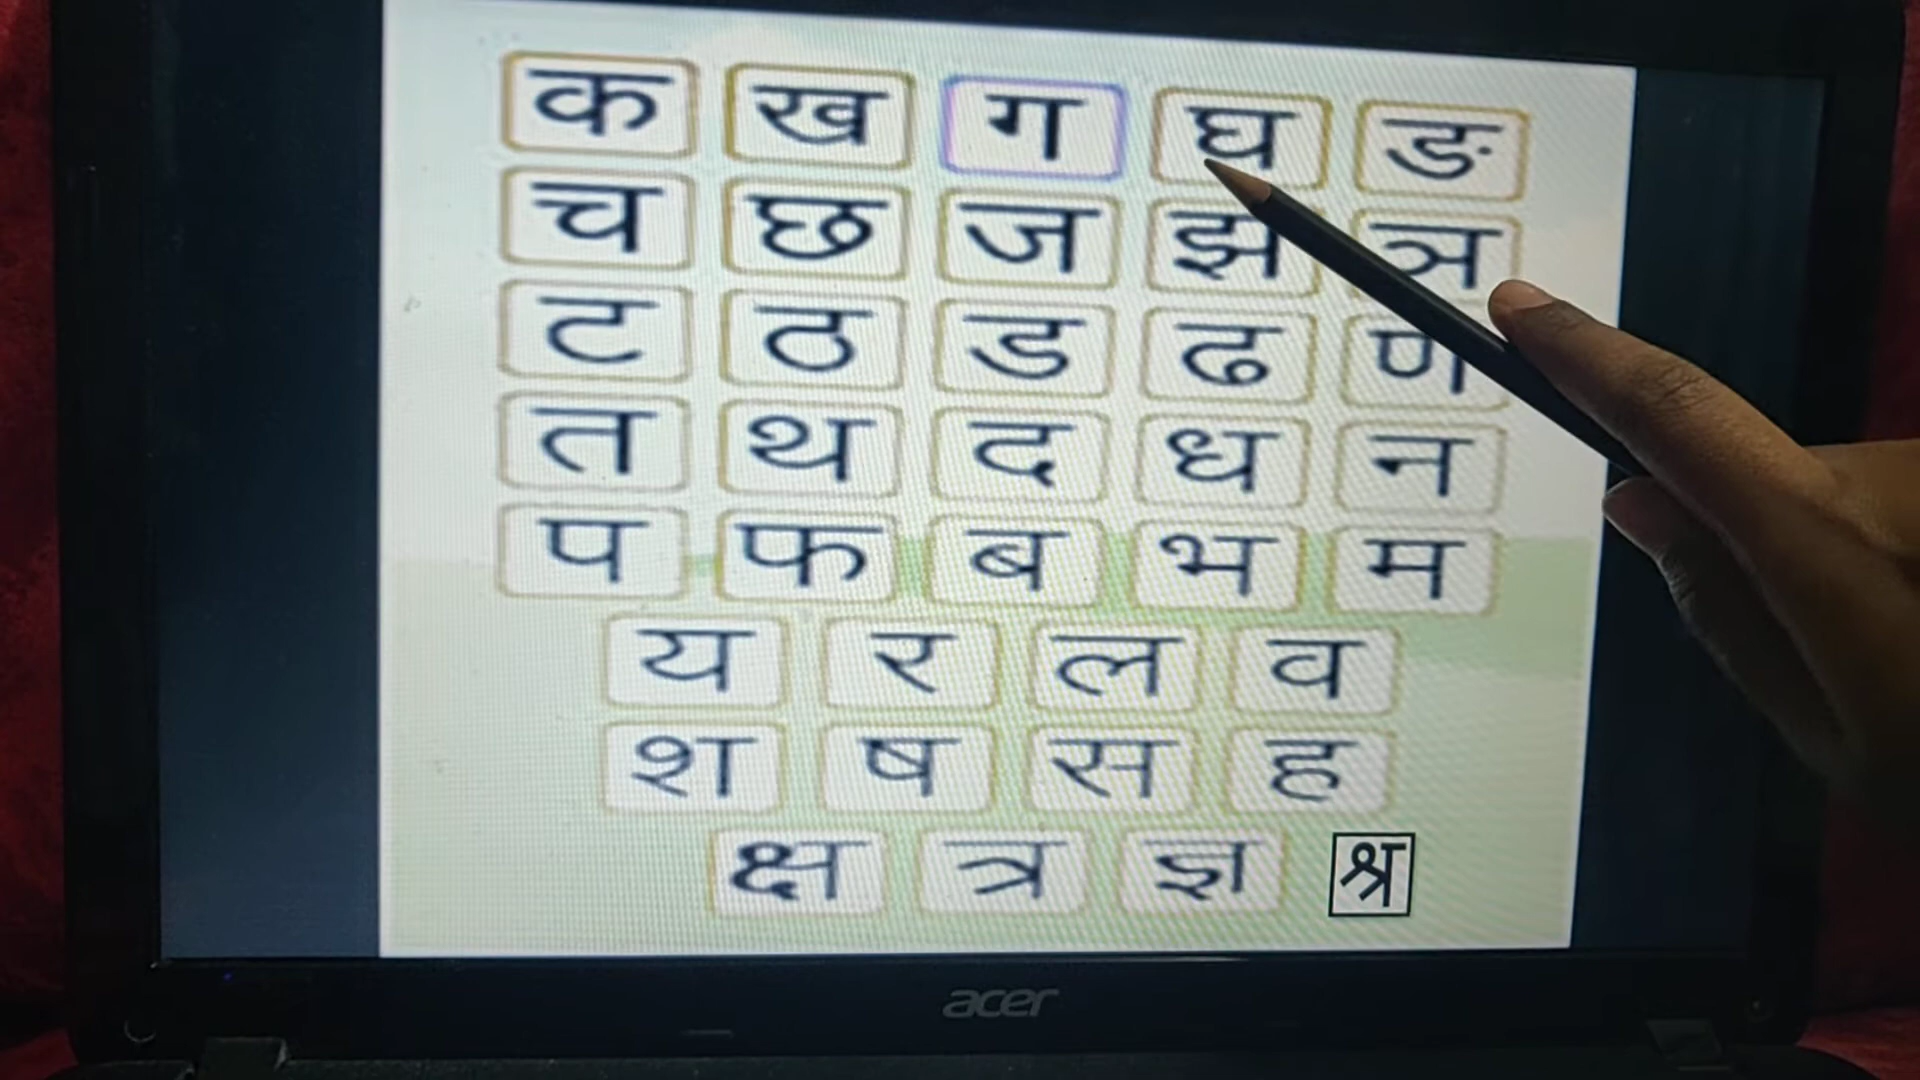 क ख ग घ ङ
च छ ज झ ञ
ट ठ ड ढ ण
त थ द ध न
प फ ब भ म
य र ल व
श ष स ह
क्ष त्र ज्ञ श्र
acer